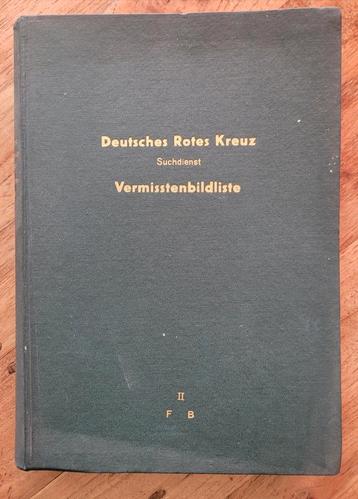 Deutsches Rotes Kreuz
Suchdienst
Vermisstenbildliste
II
F B